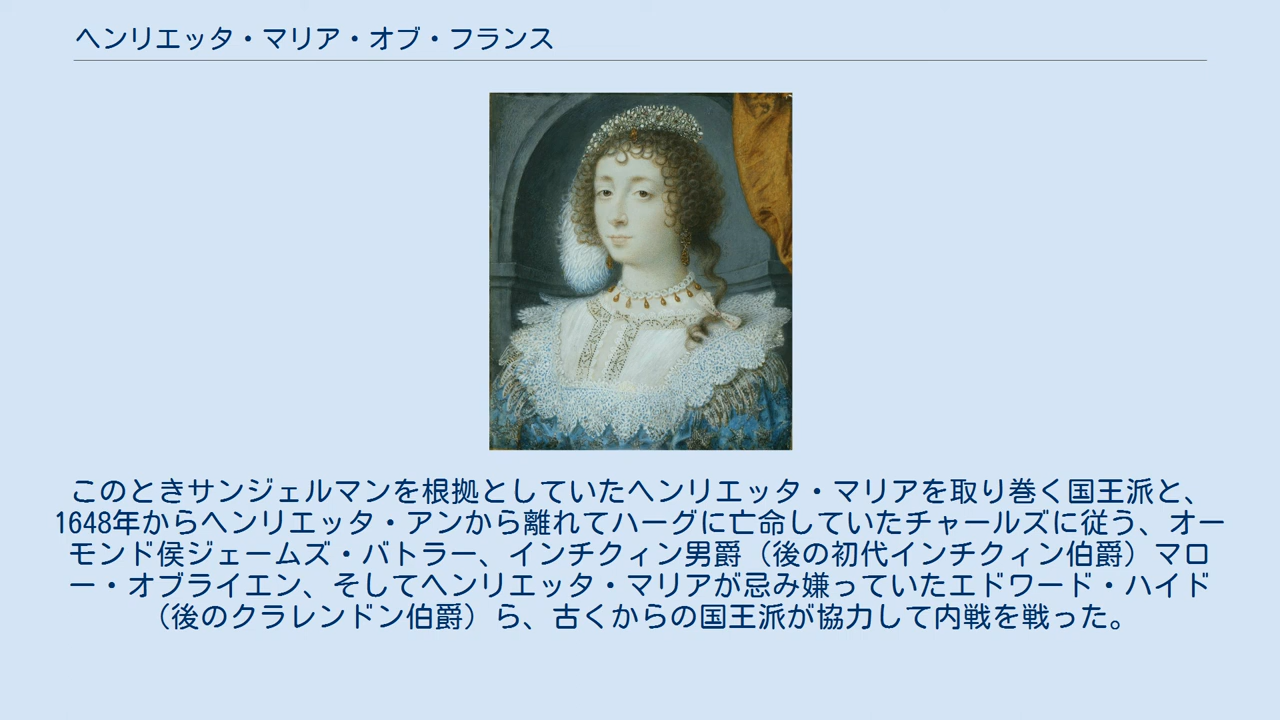 ヘンリエッタ・マリア・オブ・フランス
このときサンジェルマンを根拠としていたヘンリエッタ・マリアを取り巻く国王派と、
1648年からヘンリエッタ・アンから離れてハーグに亡命していたチャールズに従う、オー
モンド侯ジェームズ・バトラー、インチクィン男爵（後の初代インチクィン伯爵）マロ
ー・オブライエン、そしてヘンリエッタ・マリアが忌み嫌っていたエドワード・ハイド
（後のクラレンドン伯爵）ら、古くからの国王派が協力して内戦を戦った。